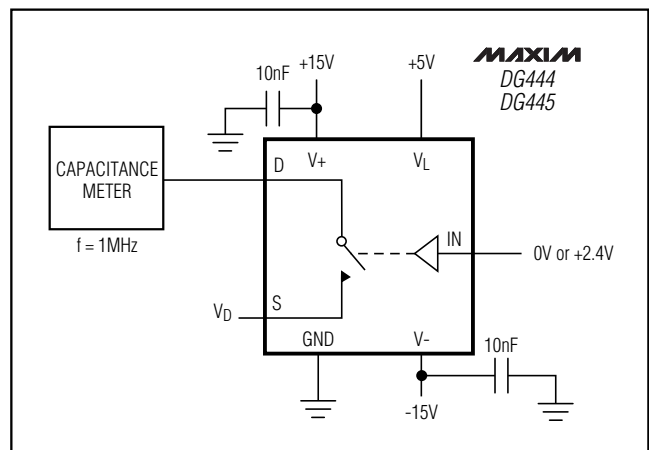 MAXIM
DG444
DG445
+15V
+5V
10nF
CAPACITANCE
METER
f = 1MHz
D
V+
VL
IN
0V or +2.4V
VD
S
GND
V-
10nF
-15V